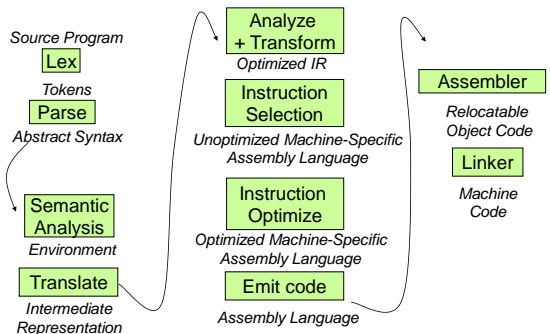 Source Program
Lex
Tokens
Parse
Abstract Syntax
Semantic
Analysis
Environment
Translate
Intermediate
Representation
Analyze
+ Transform
Optimized IR
Instruction
Selection
Unoptimized Machine-Specific
Assembly Language
Instruction
Optimize
Optimized Machine-Specific
Assembly Language
Emit code
Assembly Language
Assembler
Relocatable
Object Code
Linker
Machine
Code